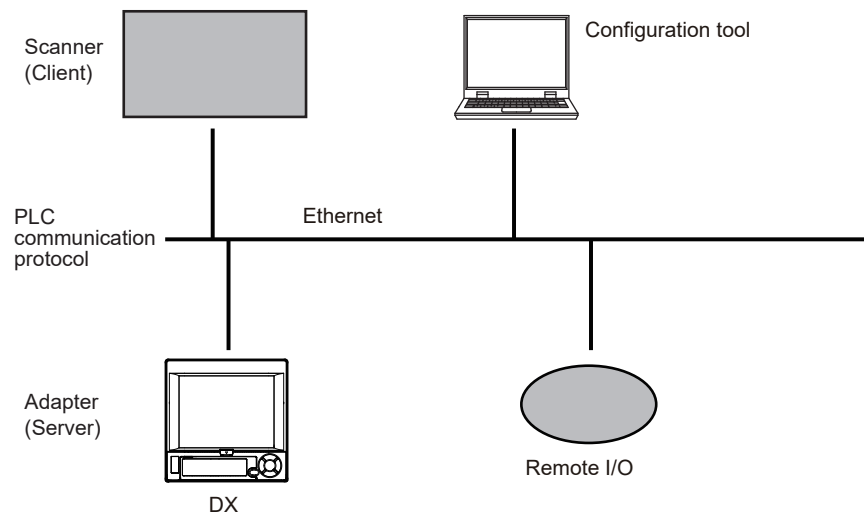 Scanner
(Client)
Configuration tool
PLC
communication
protocol
Ethernet
Adapter
(Server)
DX
Remote I/O